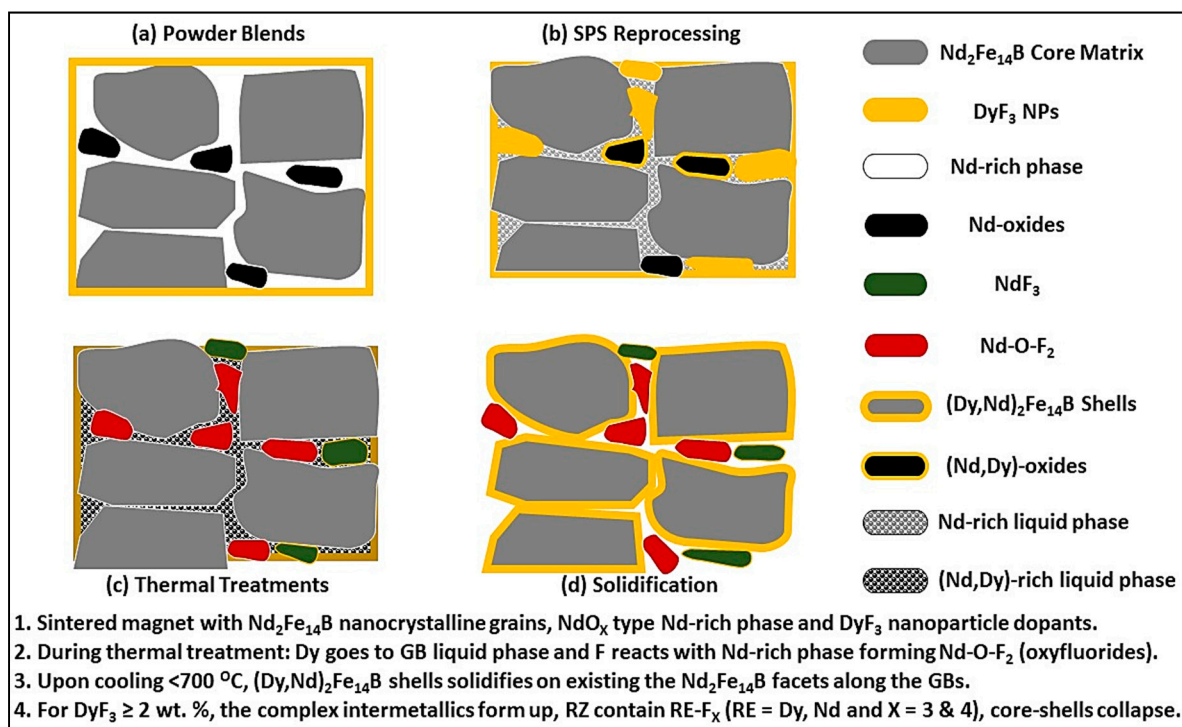 (a) Powder Blends
(b) SPS Reprocessing
Nd₂Fe₁₄B Core Matrix
DyF₃ NPs
Nd-rich phase
Nd-oxides
NdF₃
Nd-O-F₂
(Dy,Nd)₂Fe₁₄B Shells
(Nd,Dy)-oxides
Nd-rich liquid phase
(Nd,Dy)-rich liquid phase
(c) Thermal Treatments
(d) Solidification
1. Sintered magnet with Nd₂Fe₁₄B nanocrystalline grains, NdOₓ type Nd-rich phase and DyF₃ nanoparticle dopants.
2. During thermal treatment: Dy goes to GB liquid phase and F reacts with Nd-rich phase forming Nd-O-F₂ (oxyfluorides).
3. Upon cooling <700 ᴼC, (Dy,Nd)₂Fe₁₄B shells solidifies on existing the Nd₂Fe₁₄B facets along the GBs.
4. For DyF₃ ≥ 2 wt. %, the complex intermetallics form up, RZ contain RE-Fₓ (RE = Dy, Nd and X = 3 & 4), core-shells collapse.